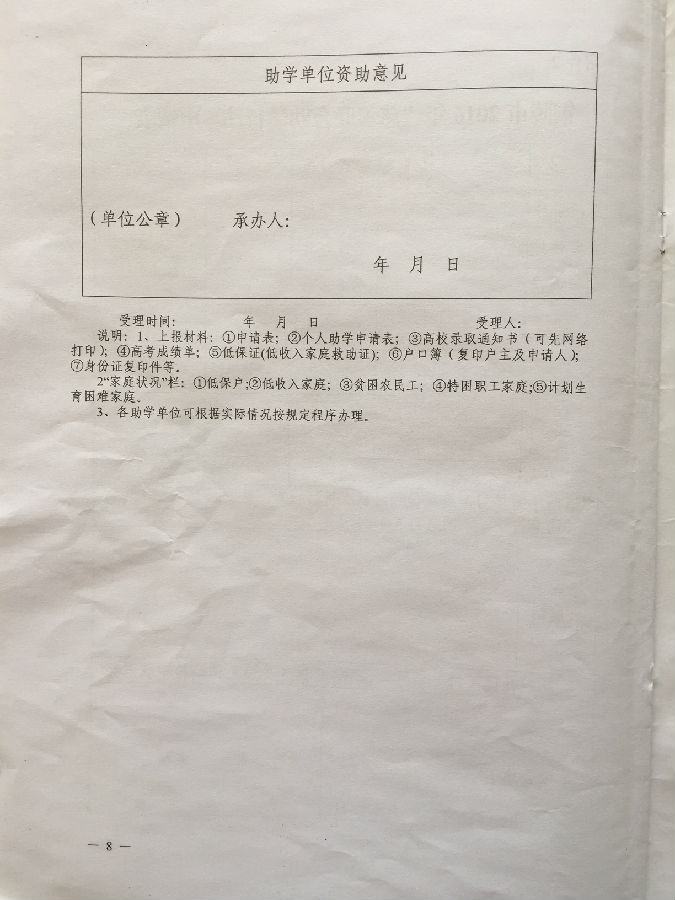 助学单位资助意见
（单位公章） 承办人：
年 月 日
受理时间： 年 月 日 受理人：
说明：1、上报材料：①申请表；②个人助学申请表；③高校录取通知书（可先网络
打印）；④高考成绩单；⑤低保证(低收入家庭救助证)；⑥户口簿（复印户主及申请人）；
⑦身份证复印件等。
2“家庭状况”栏：①低保户;②低收入家庭；③贫困农民工；④特困职工家庭;⑤计划生
育困难家庭。
3、各助学单位可根据实际情况按规定程序办理。
— 8 —